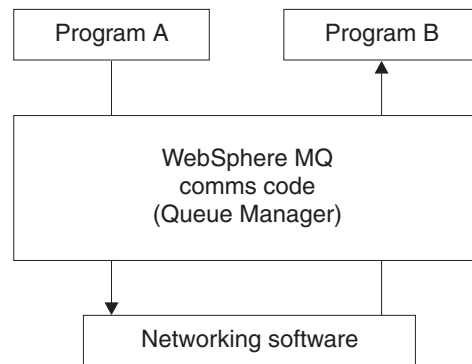 Program A
Program B
WebSphere MQ
comms code
(Queue Manager)
Networking software